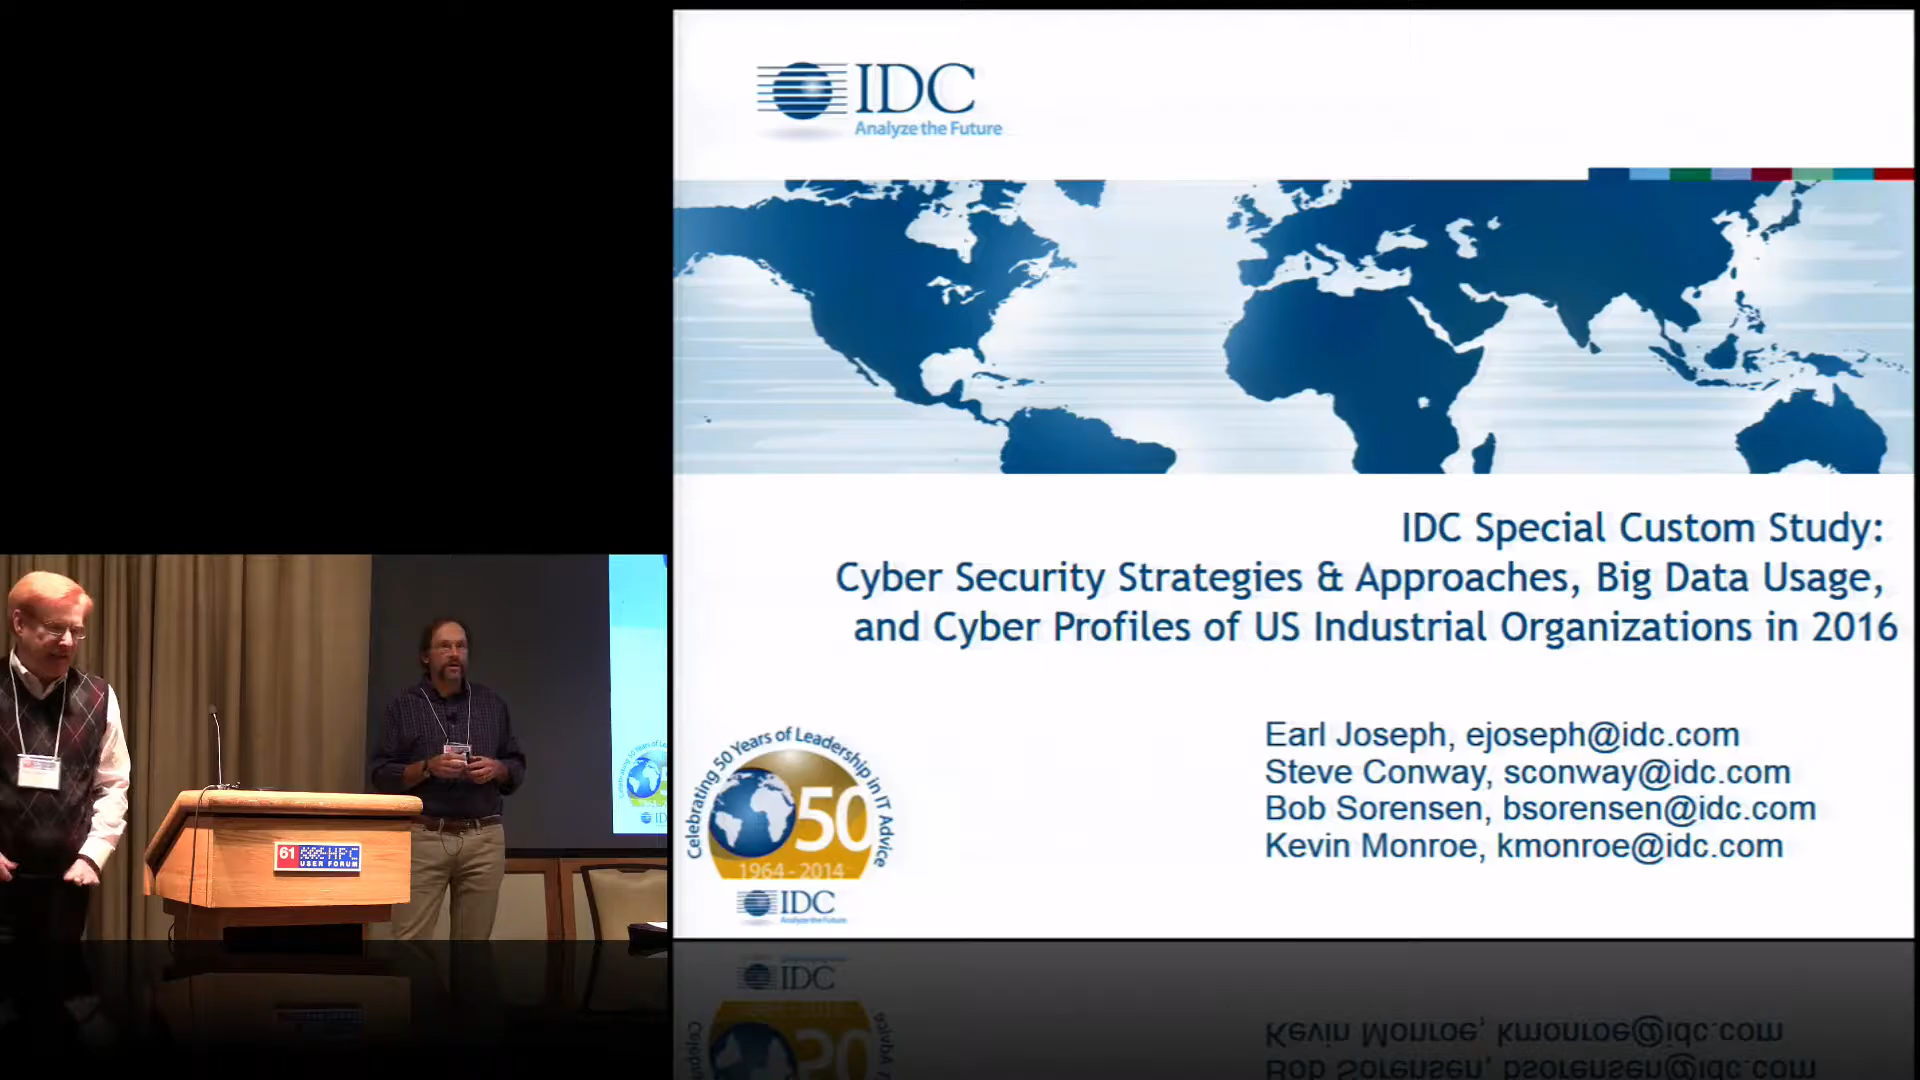 IDC
Analyze the Future
IDC Special Custom Study:
Cyber Security Strategies & Approaches, Big Data Usage,
and Cyber Profiles of US Industrial Organizations in 2016
Earl Joseph, ejoseph@idc.com
Steve Conway, sconway@idc.com
Bob Sorensen, bsorensen@idc.com
Kevin Monroe, kmonroe@idc.com
Celebrating 50 Years of Leadership in IT Advice
50
1964 - 2014
IDC
Analyze the Future
61 HPC
USER FORUM